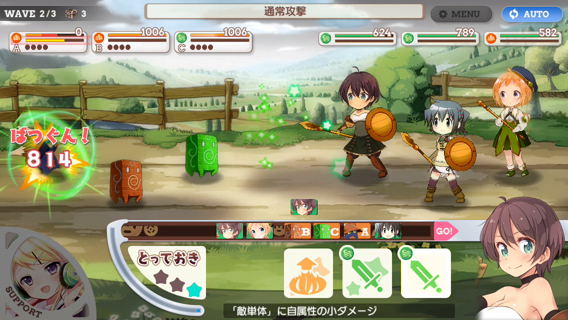 WAVE 2/3 3
通常攻撃
MENU
AUTO
A 0
B 1006
C 1006
624
789
582
ばつぐん!
814
B C A GO!
とっておき
SUPPORT
「敵単体」に自属性の小ダメージ